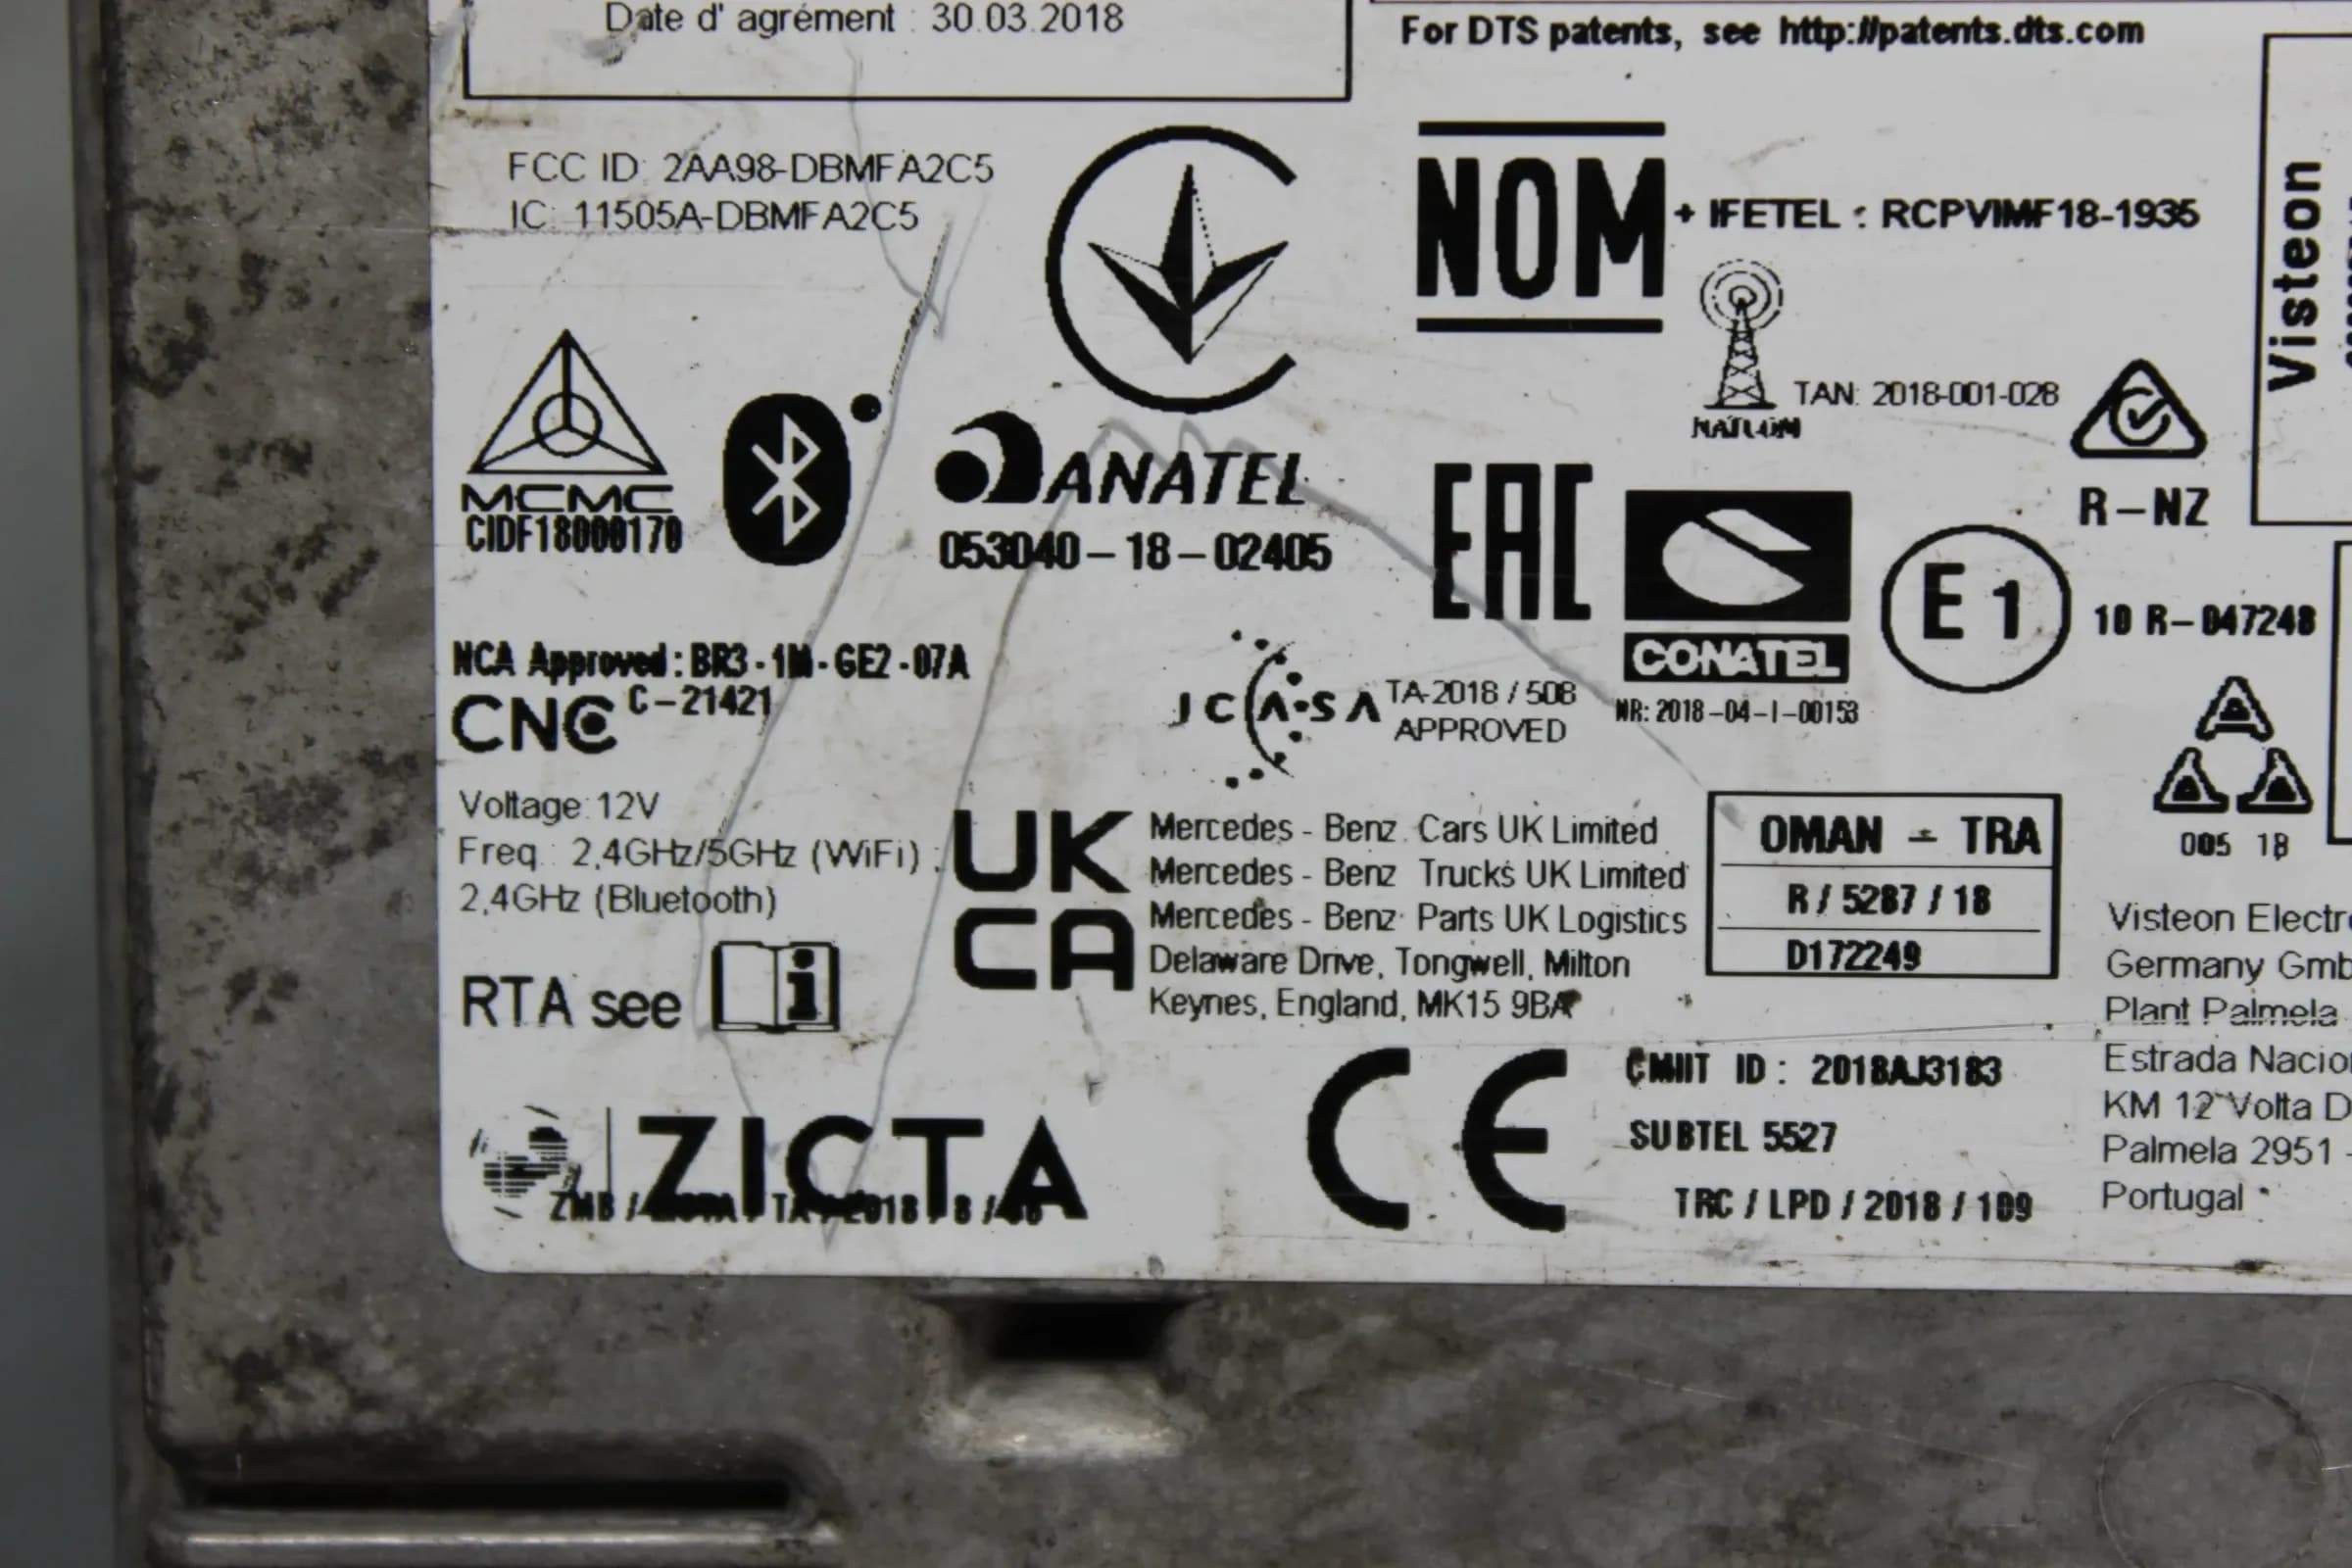 Date d' agrément : 30.03.2018
For DTS patents, see http://patents.dts.com
FCC ID: 2AA98-DBMFA2C5
IC: 11505A-DBMFA2C5
NOM + IFETEL : RCPVIMF18-1935
Visteon
TAN: 2018-001-028
R-NZ
MCMC
CIDF18000170
ANATEL
053040-18-02405
EAC
CONATEL
NR: 2018-04-I-00153
E1
10 R-047248
NCA Approved: BR3-1M-GE2-07A
CNC C-21421
TA-2018 / 508
APPROVED
Voltage: 12V
Freq.: 2,4GHz/5GHz (WiFi) ;
2,4GHz (Bluetooth)
UK
CA
Mercedes - Benz Cars UK Limited
Mercedes - Benz Trucks UK Limited
Mercedes - Benz Parts UK Logistics
Delaware Drive, Tongwell, Milton
Keynes, England, MK15 9BA
OMAN - TRA
R / 5287 / 18
D172249
005 18
RTA see i
ZICTA
CE
CMIIT ID: 2018AJ3183
SUBTEL 5527
TRC / LPD / 2018 / 109
Visteon
Germany
Plant Palmela
Estrada
KM 12 Volta
Palmela 2951 -
Portugal